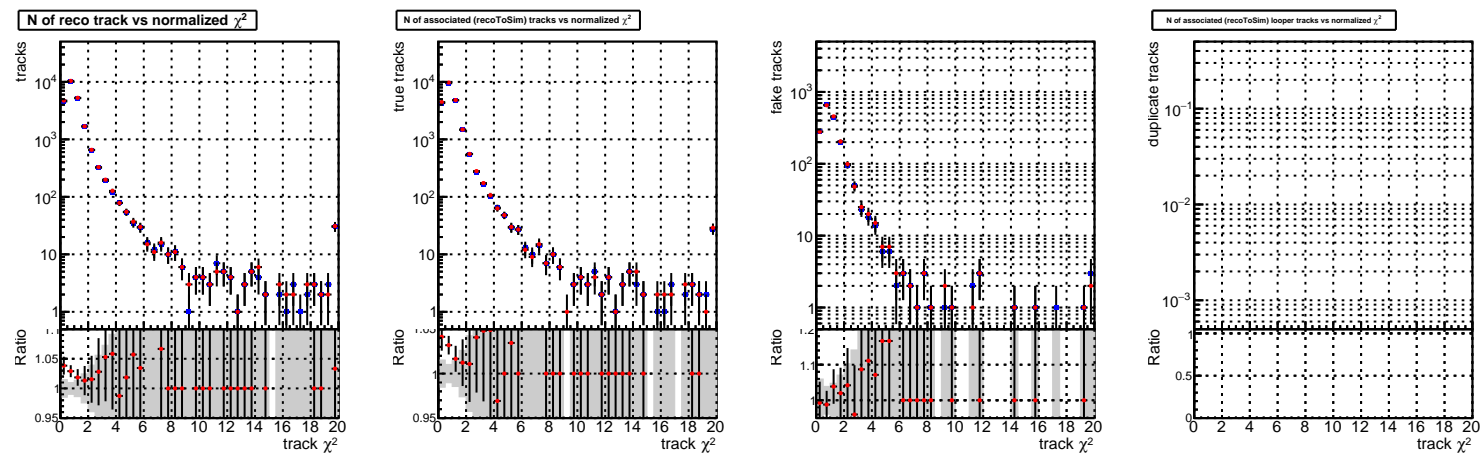 N of reco track vs normalized χ²
tracks
10⁴
10³
10²
10
1
Ratio
1.1
1.05
1
0.95
0 2 4 6 8 10 12 14 16 18 20
track χ²
N of associated (recoToSim) tracks vs normalized χ²
true tracks
10⁴
10³
10²
10
1
Ratio
1.05
1
0.95
0 2 4 6 8 10 12 14 16 18 20
track χ²
fake tracks
10³
10²
10
1
Ratio
1.2
1.1
1
0 2 4 6 8 10 12 14 16 18 20
track χ²
N of associated (recoToSim) looper tracks vs normalized χ²
duplicate tracks
10⁻¹
10⁻²
10⁻³
Ratio
0.5
0
0 2 4 6 8 10 12 14 16 18 20
track χ²